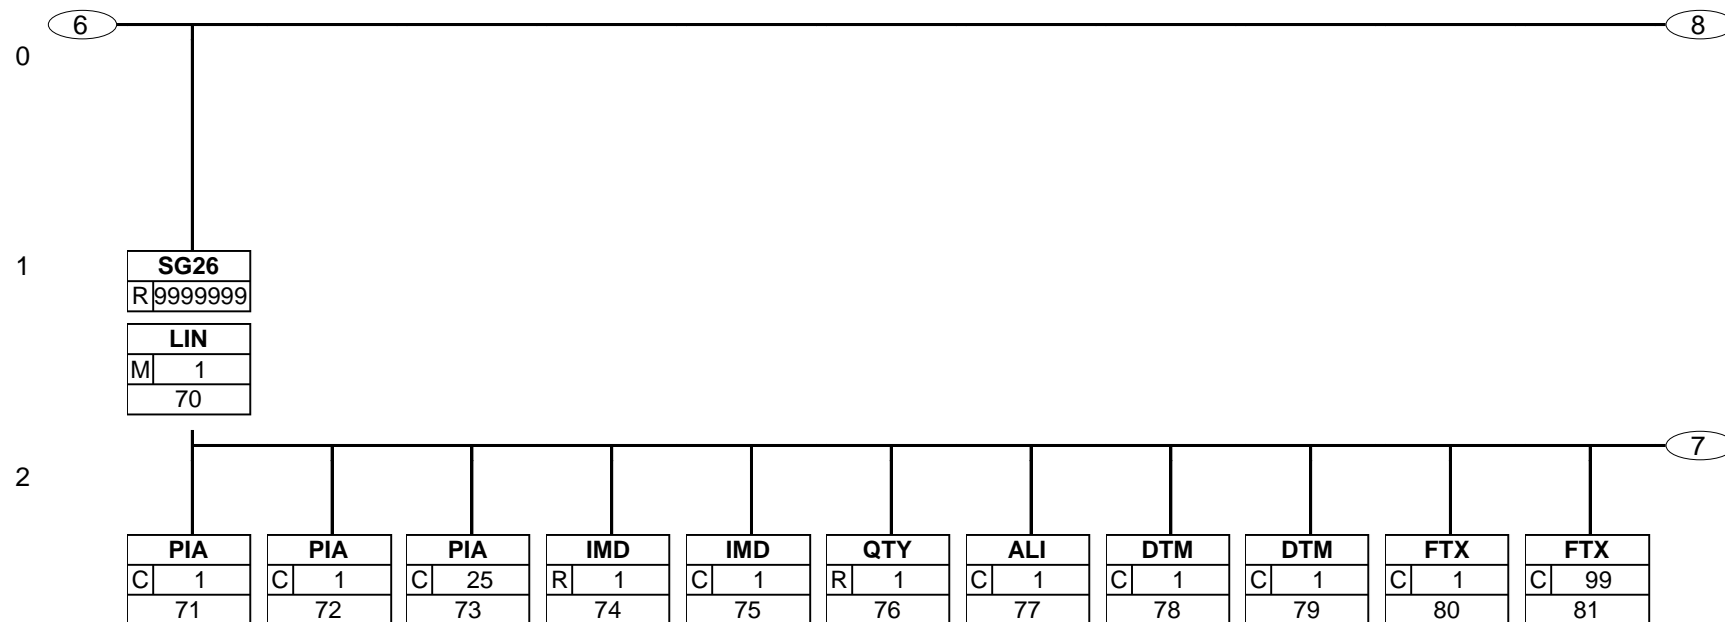 6 8
0
1
SG26
R 9999999
LIN
M 1
70
7
2
PIA PIA PIA IMD IMD QTY ALI DTM DTM FTX FTX
C 1 C 1 C 25 R 1 C 1 R 1 C 1 C 1 C 1 C 1 C 99
71 72 73 74 75 76 77 78 79 80 81